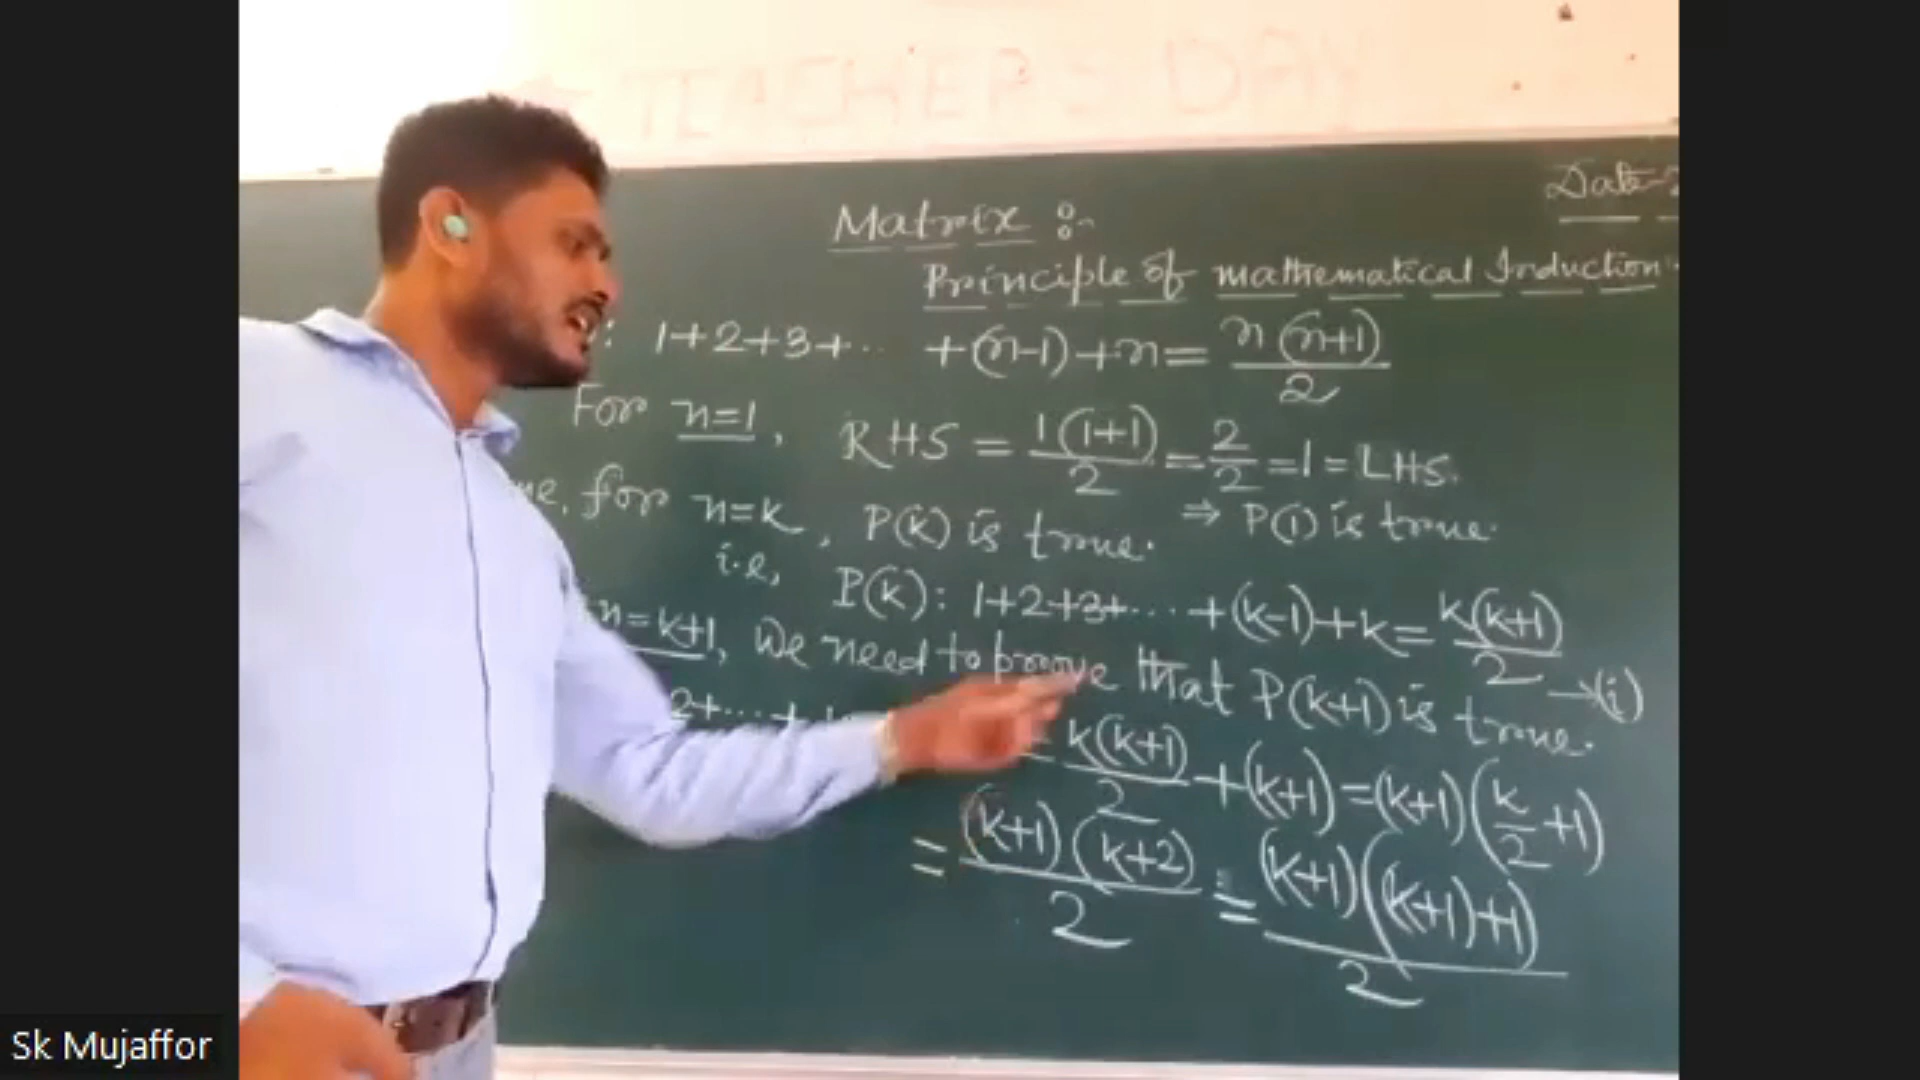 TEACHER'S DAY
Date-2
Matrix :-
Principle of mathematical Induction:
: 1+2+3+... +(n-1)+n= n(n+1)/2
For n=1, RHS = 1(1+1)/2 = 2/2 = 1 = LHS.
⇒ P(1) is true.
me, for n=k, P(k) is true.
i.e, P(k): 1+2+3+...+(k-1)+k= k(k+1)/2 →(i)
n=k+1, We need to prove that P(k+1) is true.
2+...+
= k(k+1)/2 +(k+1)=(k+1)(k/2+1)
= (k+1)(k+2)/2 = (k+1)((k+1)+1)/2
Sk Mujaffor